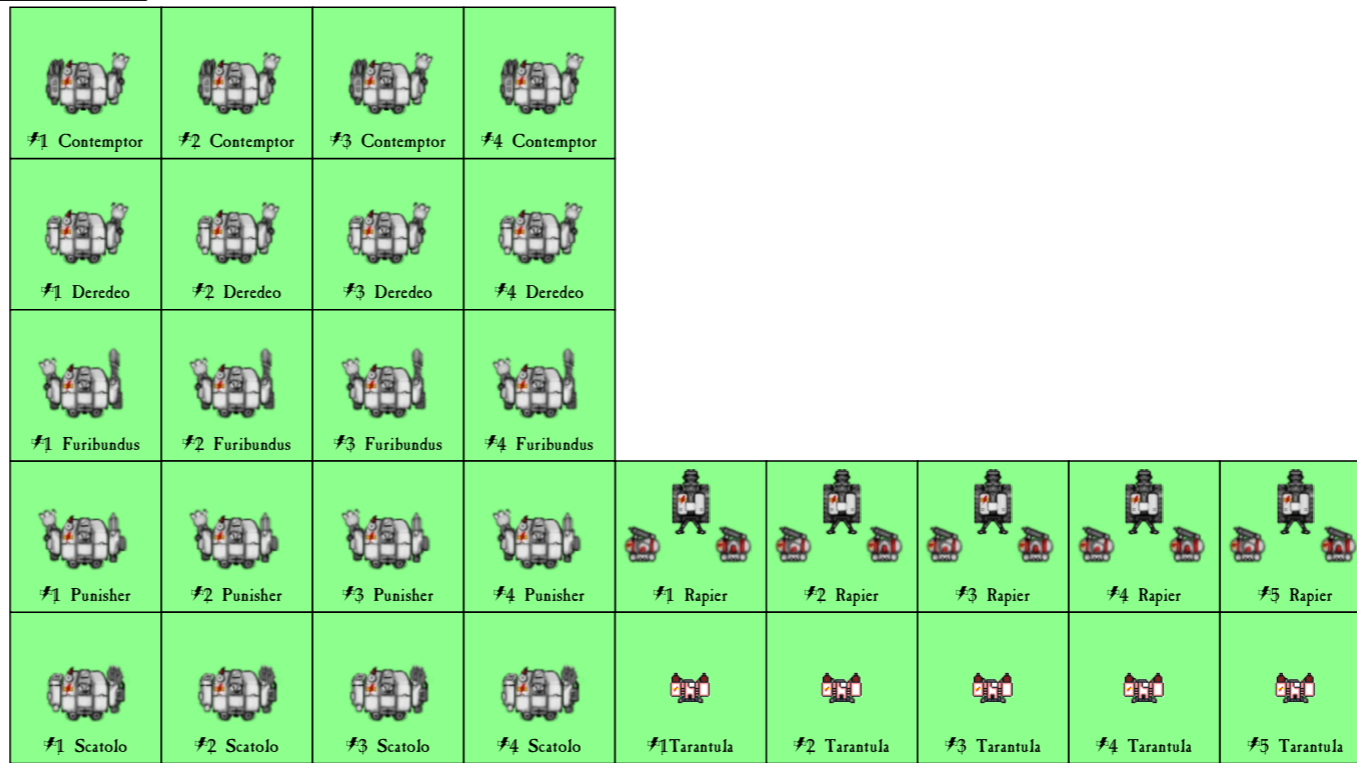 1 Contemptor 2 Contemptor 3 Contemptor 4 Contemptor
1 Deredeo 2 Deredeo 3 Deredeo 4 Deredeo
1 Furibundus 2 Furibundus 3 Furibundus 4 Furibundus
1 Punisher 2 Punisher 3 Punisher 4 Punisher 1 Rapier 2 Rapier 3 Rapier 4 Rapier 5 Rapier
1 Scatolo 2 Scatolo 3 Scatolo 4 Scatolo 1Tarantula 2 Tarantula 3 Tarantula 4 Tarantula 5 Tarantula